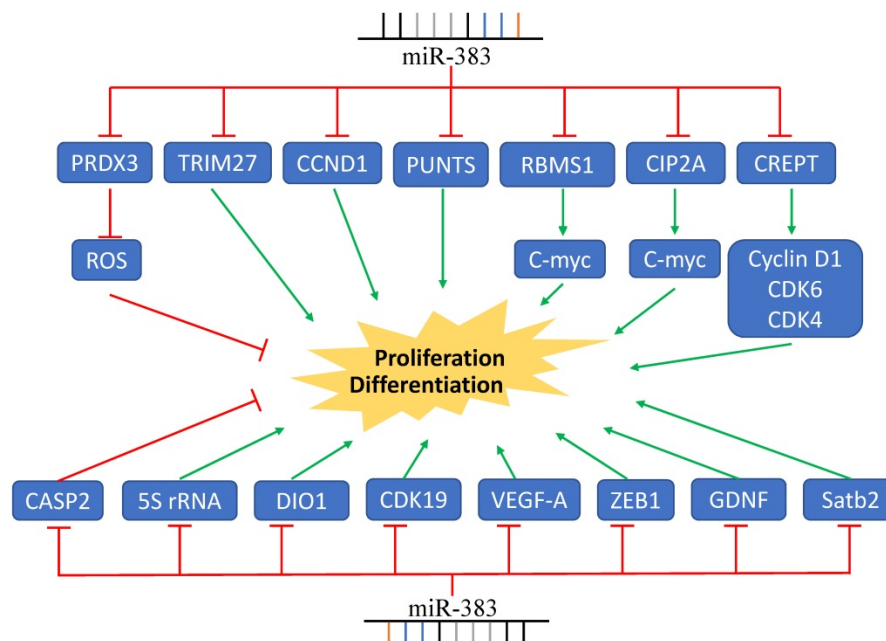 miR-383
PRDX3
TRIM27
CCND1
PUNTS
RBMS1
CIP2A
CREPT
ROS
C-myc
C-myc
Cyclin D1
CDK6
CDK4
Proliferation
Differentiation
CASP2
5S rRNA
DIO1
CDK19
VEGF-A
ZEB1
GDNF
Satb2
miR-383